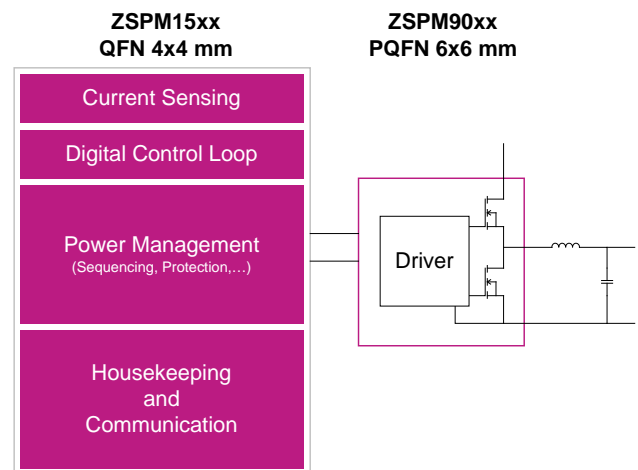 ZSPM15xx
QFN 4x4 mm
ZSPM90xx
PQFN 6x6 mm
Current Sensing
Digital Control Loop
Power Management
(Sequencing, Protection,…)
Housekeeping
and
Communication
Driver